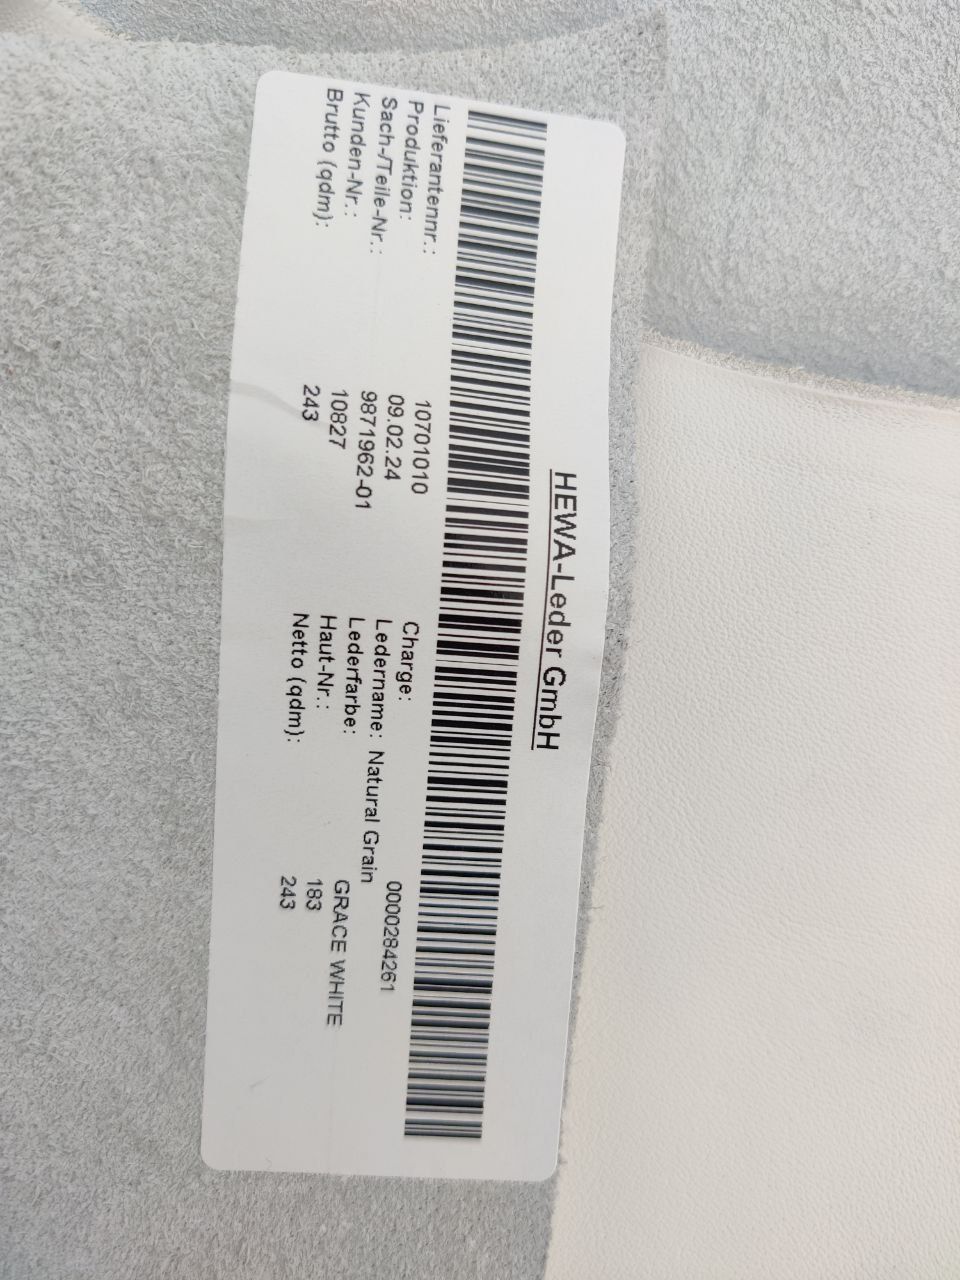 HEWA-Leder GmbH
Lieferantennr.: 10701010 Charge: 0000284261
Produktion: 09.02.24 Ledername: Natural Grain
Sach-/Teile-Nr.: 9871962-01 Lederfarbe: GRACE WHITE
Kunden-Nr.: 10827 Haut-Nr.: 183
Brutto (qdm): 243 Netto (qdm): 243